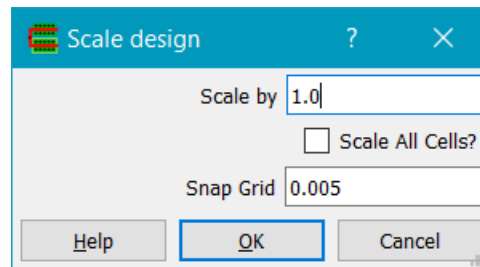 Scale design ?
Scale by 1.0
Scale All Cells?
Snap Grid 0.005
Help OK Cancel